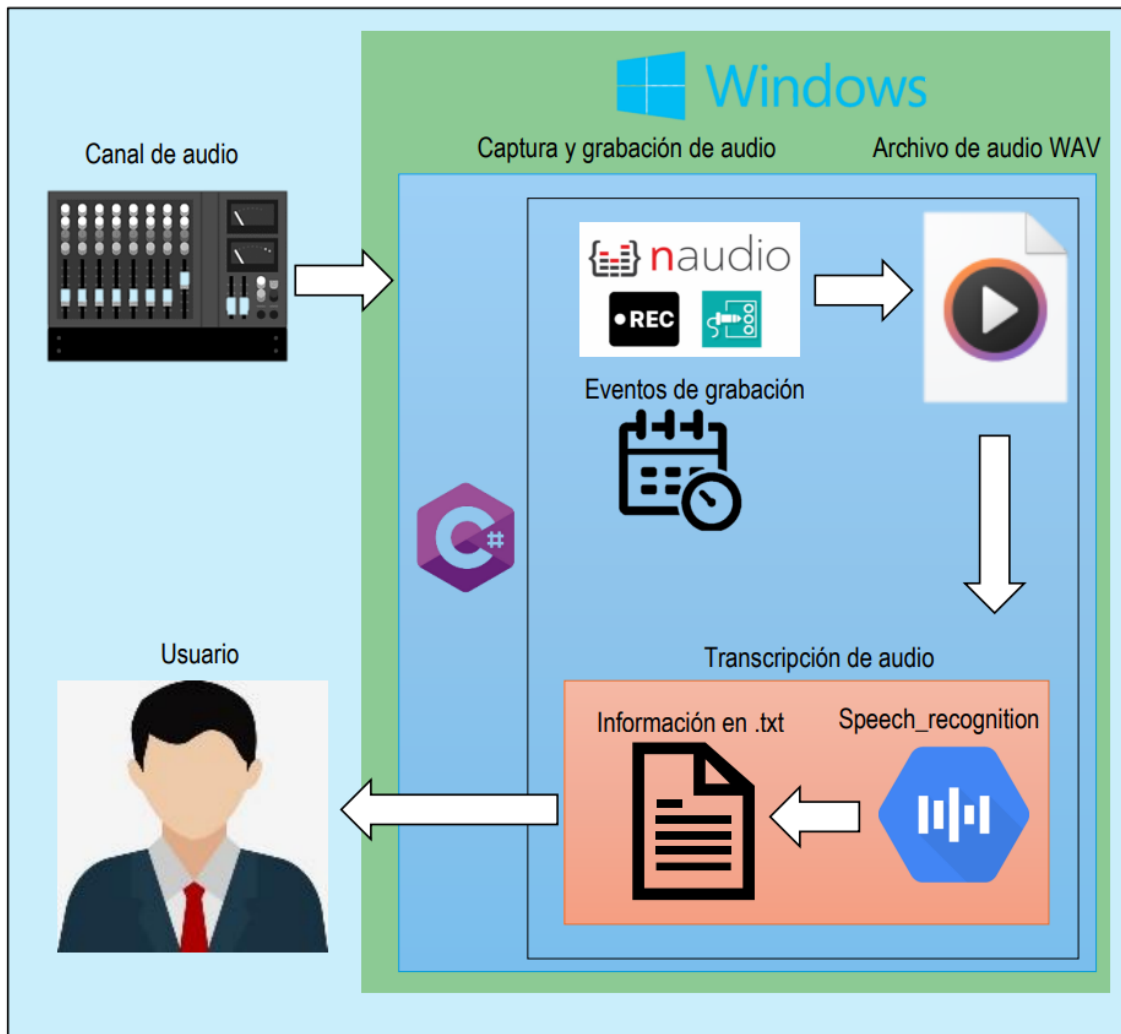 Windows
Canal de audio
Captura y grabación de audio
Archivo de audio WAV
{} naudio
•REC
Eventos de grabación
C#
Usuario
Transcripción de audio
Información en .txt
Speech_recognition